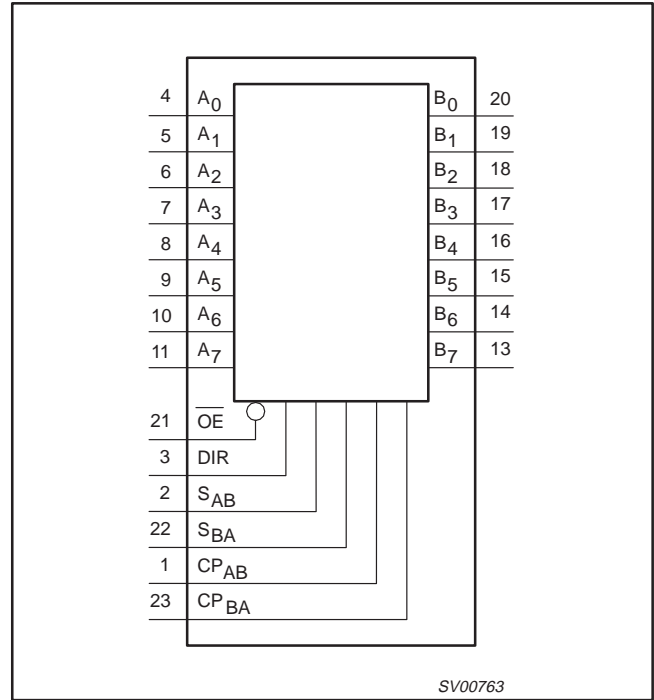 4 A0 B0 20
5 A1 B1 19
6 A2 B2 18
7 A3 B3 17
8 A4 B4 16
9 A5 B5 15
10 A6 B6 14
11 A7 B7 13
21 O̅E̅
3 DIR
2 SAB
22 SBA
1 CPAB
23 CPBA
SV00763